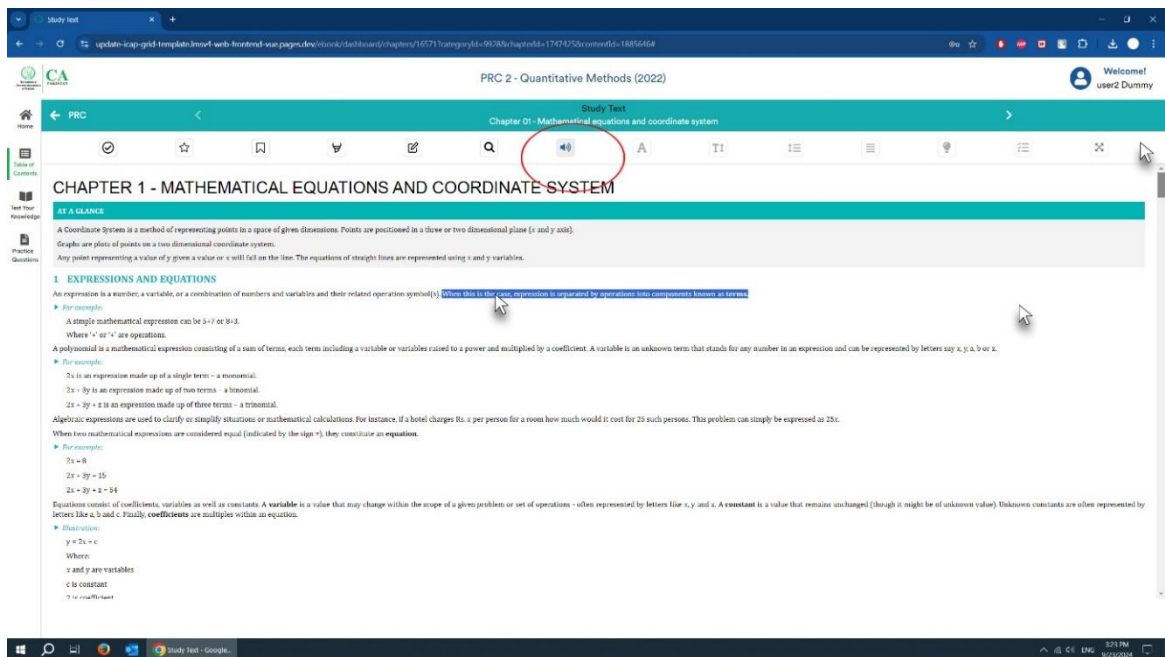 Study Text
update-icap-grid-template.lmsv4-web-frontend-vue.pages.dev/ebook/dashboard/chapters/16571?categoryId=9928&chapterId=1747425&contentId=1885646#
CA
PAKISTAN
PRC 2 - Quantitative Methods (2022)
Welcome!
user2 Dummy
Home
Table of
Contents
Test Your
Knowledge
Practice
Questions
PRC
Study Text
Chapter 01 - Mathematical equations and coordinate system
A
TI
CHAPTER 1 - MATHEMATICAL EQUATIONS AND COORDINATE SYSTEM
AT A GLANCE
A Coordinate System is a method of representing points in a space of given dimensions. Points are positioned in a three or two dimensional plane (x and y axis).
Graphs are plots of points on a two dimensional coordinate system.
Any point representing a value of y given a value or x will fall on the line. The equations of straight lines are represented using x and y variables.
1 EXPRESSIONS AND EQUATIONS
An expression is a number, a variable, or a combination of numbers and variables and their related operation symbol(s). When this is the case, expression is separated by operations into components known as terms.
For example:
A simple mathematical expression can be 5+7 or 8÷3.
Where '+' or '÷' are operations.
A polynomial is a mathematical expression consisting of a sum of terms, each term including a variable or variables raised to a power and multiplied by a coefficient. A variable is an unknown term that stands for any number in an expression and can be represented by letters say x, y, a, b or z.
For example:
2x is an expression made up of a single term – a monomial.
2x + 3y is an expression made up of two terms – a binomial.
2x + 3y + z is an expression made up of three terms – a trinomial.
Algebraic expressions are used to clarify or simplify situations or mathematical calculations. For instance, if a hotel charges Rs. x per person for a room how much would it cost for 25 such persons. This problem can simply be expressed as 25x.
When two mathematical expressions are considered equal (indicated by the sign =), they constitute an equation.
For example:
2x = 8
2x + 3y = 15
2x + 3y + z = 54
Equations consist of coefficients, variables as well as constants. A variable is a value that may change within the scope of a given problem or set of operations - often represented by letters like x, y and z. A constant is a value that remains unchanged (though it might be of unknown value). Unknown constants are often represented by
letters like a, b and c. Finally, coefficients are multiples within an equation.
Illustration:
y = 2x + c
Where:
x and y are variables
c is constant
2 is coefficient
Study Text - Google...
ENG
3:23 PM
9/23/2024